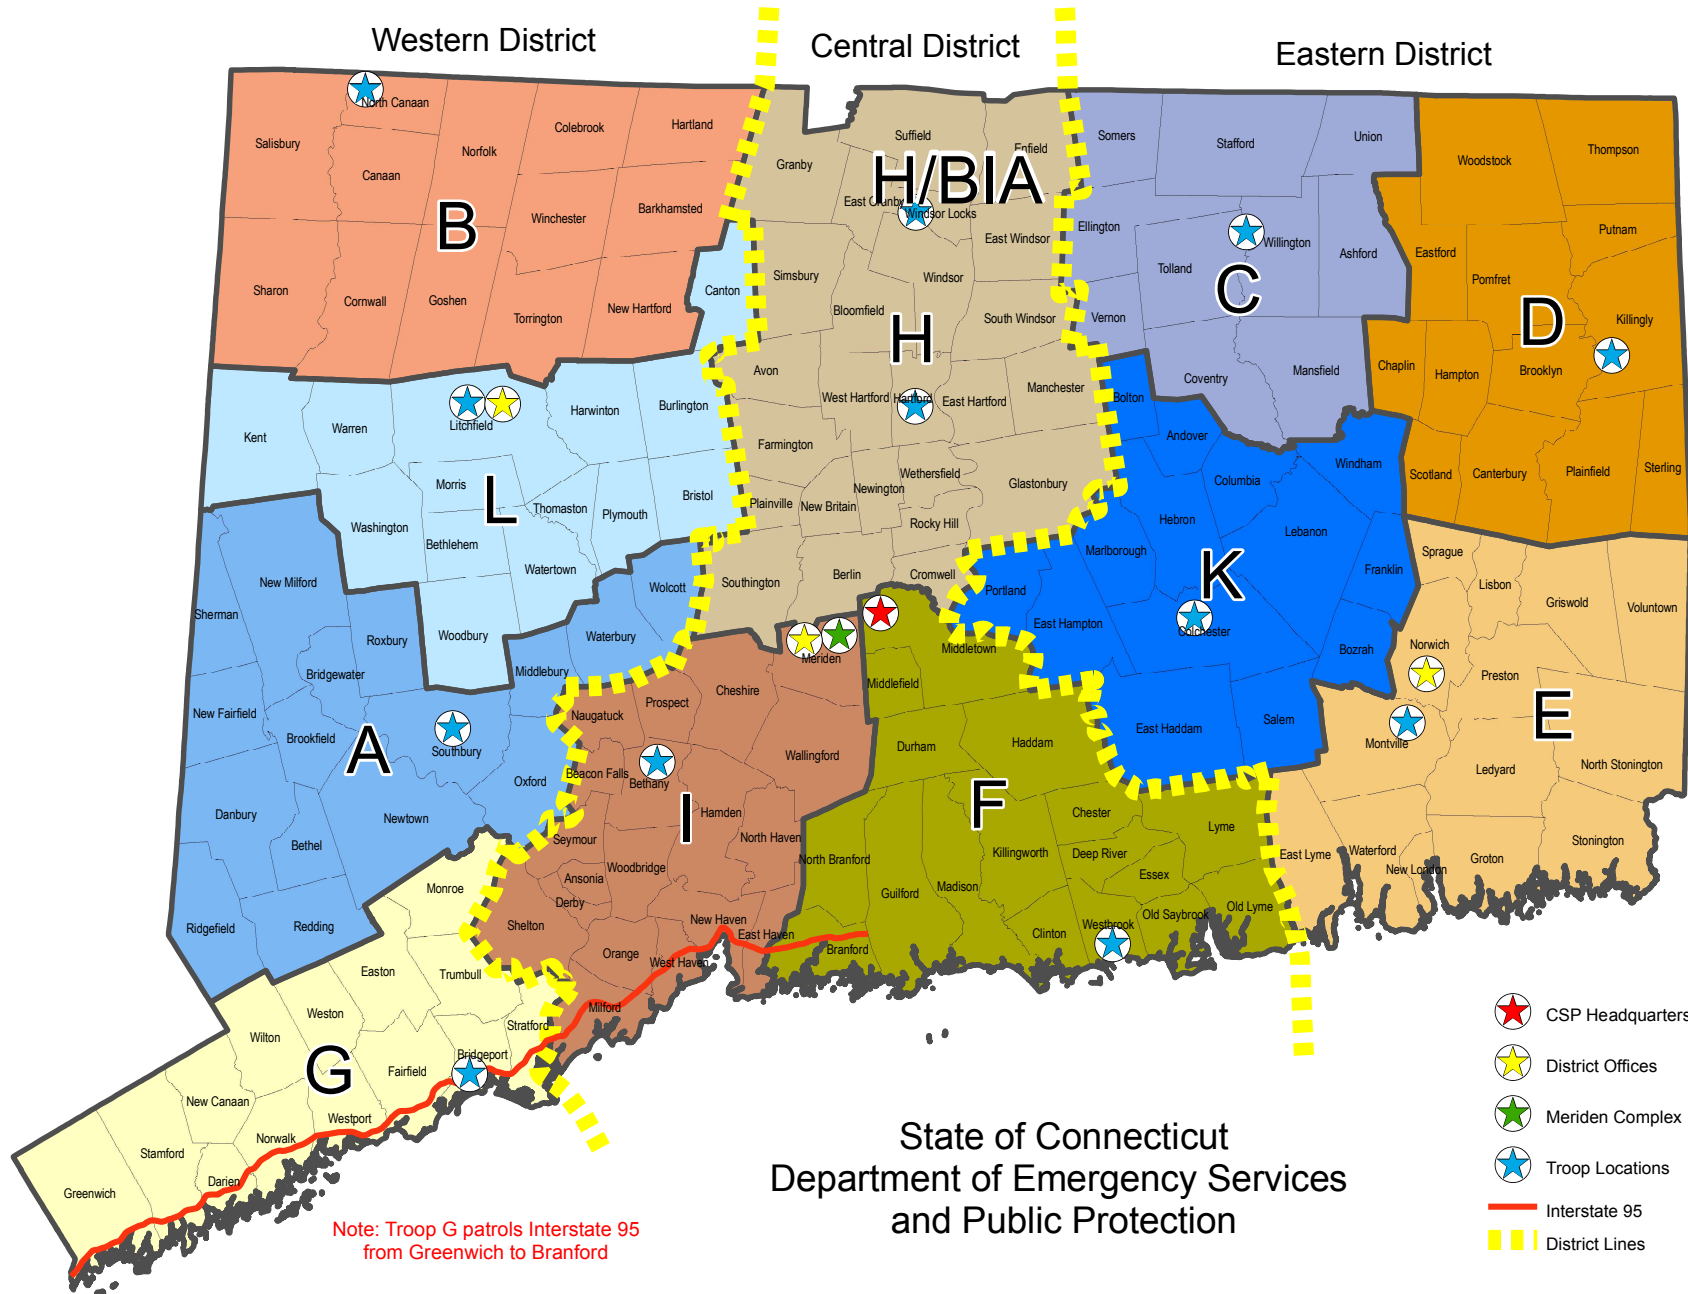 Western District
Central District
Eastern District
North Canaan
Salisbury
Canaan
Norfolk
Colebrook
Hartland
Winchester
Barkhamsted
B
Sharon
Cornwall
Goshen
Torrington
New Hartford
Canton
Granby
Suffield
Enfield
H/BIA
East Granby
Windsor Locks
East Windsor
Simsbury
Windsor
Bloomfield
South Windsor
H
Avon
West Hartford
Hartford
East Hartford
Manchester
Farmington
Wethersfield
Newington
Glastonbury
Plainville
New Britain
Rocky Hill
Southington
Berlin
Cromwell
Somers
Stafford
Union
Ellington
Tolland
Willington
Ashford
C
Vernon
Coventry
Mansfield
Woodstock
Thompson
Putnam
Eastford
Pomfret
D
Killingly
Chaplin
Hampton
Brooklyn
Scotland
Canterbury
Plainfield
Sterling
Kent
Warren
Litchfield
Harwinton
Burlington
Morris
L
Thomaston
Plymouth
Bristol
Washington
Bethlehem
Watertown
Woodbury
Bolton
Andover
Columbia
Windham
Hebron
Lebanon
Marlborough
Franklin
K
Portland
East Hampton
Colchester
Bozrah
East Haddam
Salem
New Milford
Sherman
Roxbury
Bridgewater
Wolcott
Waterbury
Middlebury
New Fairfield
Brookfield
A
Southbury
Oxford
Danbury
Newtown
Bethel
Ridgefield
Redding
Meriden
Cheshire
Prospect
Naugatuck
Wallingford
Beacon Falls
Bethany
I
Hamden
Seymour
North Haven
Woodbridge
Ansonia
Derby
Shelton
New Haven
East Haven
Orange
West Haven
Milford
Middletown
Middlefield
Durham
Haddam
F
Chester
Lyme
North Branford
Killingworth
Deep River
Essex
Guilford
Madison
Old Saybrook
Old Lyme
Clinton
Westbrook
Branford
Sprague
Lisbon
Griswold
Voluntown
Norwich
Preston
E
Montville
Ledyard
North Stonington
East Lyme
Waterford
New London
Groton
Stonington
Monroe
Easton
Trumbull
Weston
Wilton
Stratford
Bridgeport
G
Fairfield
New Canaan
Westport
Norwalk
Stamford
Darien
Greenwich
Note: Troop G patrols Interstate 95
from Greenwich to Branford
State of Connecticut
Department of Emergency Services
and Public Protection
CSP Headquarters
District Offices
Meriden Complex
Troop Locations
Interstate 95
District Lines